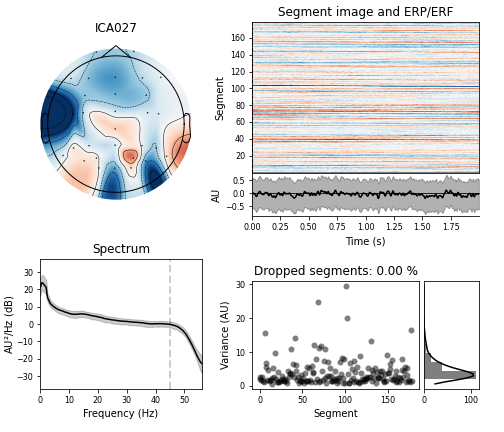 ICA027
Segment image and ERP/ERF
Segment
160
140
120
100
80
60
40
20
AU
0.5
0.0
−0.5
0.00 0.25 0.50 0.75 1.00 1.25 1.50 1.75
Time (s)
Spectrum
AU²/Hz (dB)
30
20
10
0
−10
−20
−30
0 10 20 30 40 50
Frequency (Hz)
Dropped segments: 0.00 %
Variance (AU)
30
20
10
0
0 50 100 150
Segment
0 100